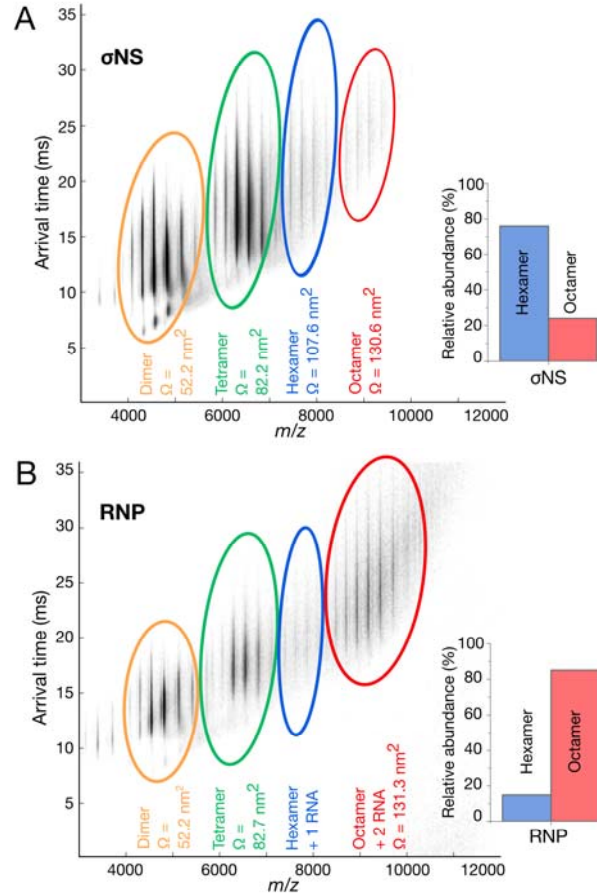 A
σNS
35
30
25
20
15
10
5
Arrival time (ms)
Dimer
Ω =
52.2 nm²
Tetramer
Ω =
82.2 nm²
Hexamer
Ω = 107.6 nm²
Octamer
Ω = 130.6 nm²
4000 6000 8000 10000 12000
m/z
Relative abundance (%)
100
80
60
40
20
0
Hexamer
Octamer
σNS
B
RNP
35
30
25
20
15
10
5
Arrival time (ms)
Dimer
Ω =
52.2 nm²
Tetramer
Ω =
82.7 nm²
Hexamer
+ 1 RNA
Octamer
+ 2 RNA
Ω = 131.3 nm²
4000 6000 8000 10000 12000
m/z
Relative abundance (%)
100
80
60
40
20
0
Hexamer
Octamer
RNP